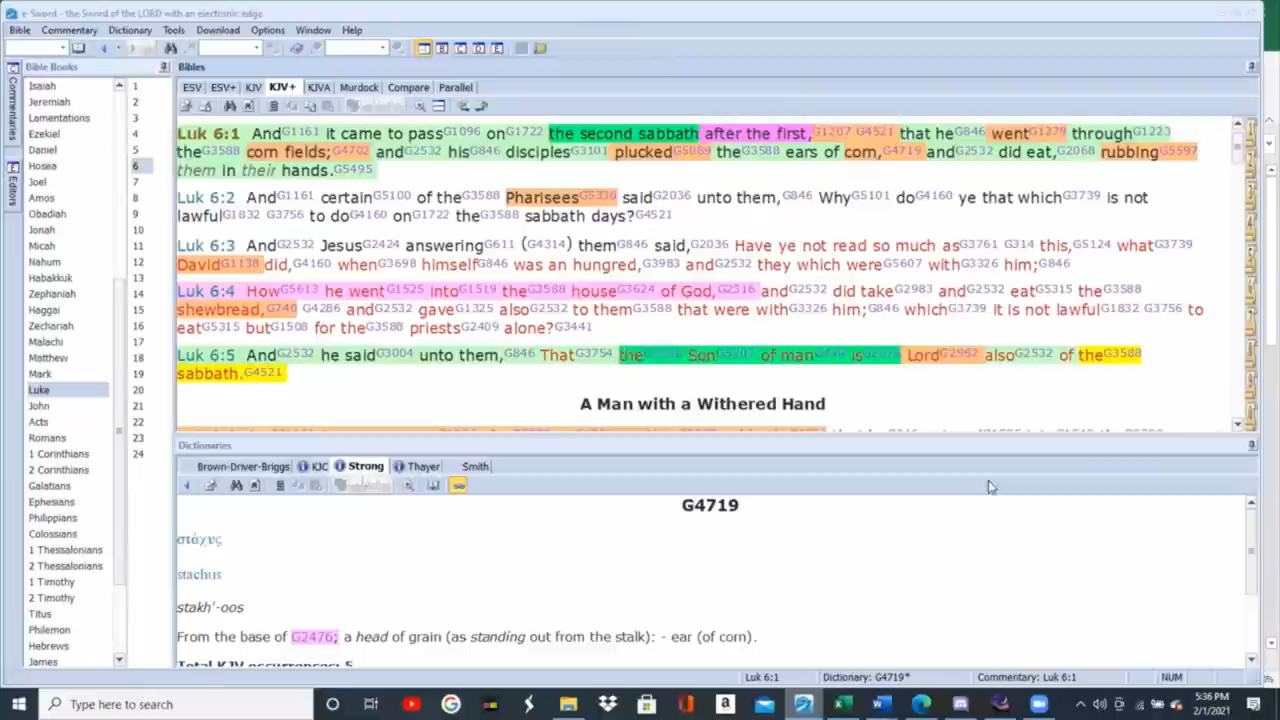 e-Sword - the Sword of the LORD with an electronic edge
Bible Commentary Dictionary Tools Download Options Window Help
Bible Books
Bibles
Commentaries
Editors
Isaiah
Jeremiah
Lamentations
Ezekiel
Daniel
Hosea
Joel
Amos
Obadiah
Jonah
Micah
Nahum
Habakkuk
Zephaniah
Haggai
Zechariah
Malachi
Matthew
Mark
Luke
John
Acts
Romans
1 Corinthians
2 Corinthians
Galatians
Ephesians
Philippians
Colossians
1 Thessalonians
2 Thessalonians
1 Timothy
2 Timothy
Titus
Philemon
Hebrews
James
1
2
3
4
5
6
7
8
9
10
11
12
13
14
15
16
17
18
19
20
21
22
23
24
ESV ESV+ KJV KJV+ KJVA Murdock Compare Parallel
Luk 6:1 AndG1161 it came to passG1096 onG1722 the second sabbath after the first,G1207 G4521 that heG846 wentG1279 throughG1223
theG3588 corn fields;G4702 andG2532 hisG846 disciplesG3101 pluckedG5089 theG3588 ears of corn,G4719 andG2532 did eat,G2068 rubbingG5597
them in their hands.G5495
Luk 6:2 AndG1161 certainG5100 of theG3588 PhariseesG5330 saidG2036 unto them,G846 WhyG5101 doG4160 ye that whichG3739 is not
lawfulG1832 G3756 to doG4160 onG1722 theG3588 sabbath days?G4521
Luk 6:3 AndG2532 JesusG2424 answeringG611 (G4314) themG846 said,G2036 Have ye not read so much asG3761 G314 this,G5124 whatG3739
DavidG1138 did,G4160 whenG3698 himselfG846 was an hungred,G3983 andG2532 they which wereG5607 withG3326 him;G846
Luk 6:4 HowG5613 he wentG1525 intoG1519 theG3588 houseG3624 of God,G2316 andG2532 did takeG2983 andG2532 eatG5315 theG3588
shewbread,G740 G4286 andG2532 gaveG1325 alsoG2532 to themG3588 that were withG3326 him;G846 whichG3739 it is not lawfulG1832 G3756 to
eatG5315 butG1508 for theG3588 priestsG2409 alone?G3441
Luk 6:5 AndG2532 he saidG3004 unto them,G846 ThatG3754 the SonG5207 of man is LordG2962 alsoG2532 of theG3588
sabbath.G4521
A Man with a Withered Hand
Dictionaries
Brown-Driver-Briggs KJC Strong Thayer Smith
G4719
στάχυς
stachus
stakh'-oos
From the base of G2476; a head of grain (as standing out from the stalk): - ear (of corn).
Total KJV occurrences: 5
Luk 6:1 Dictionary: G4719* Commentary: Luk 6:1 NUM
Type here to search
5:36 PM
2/1/2021